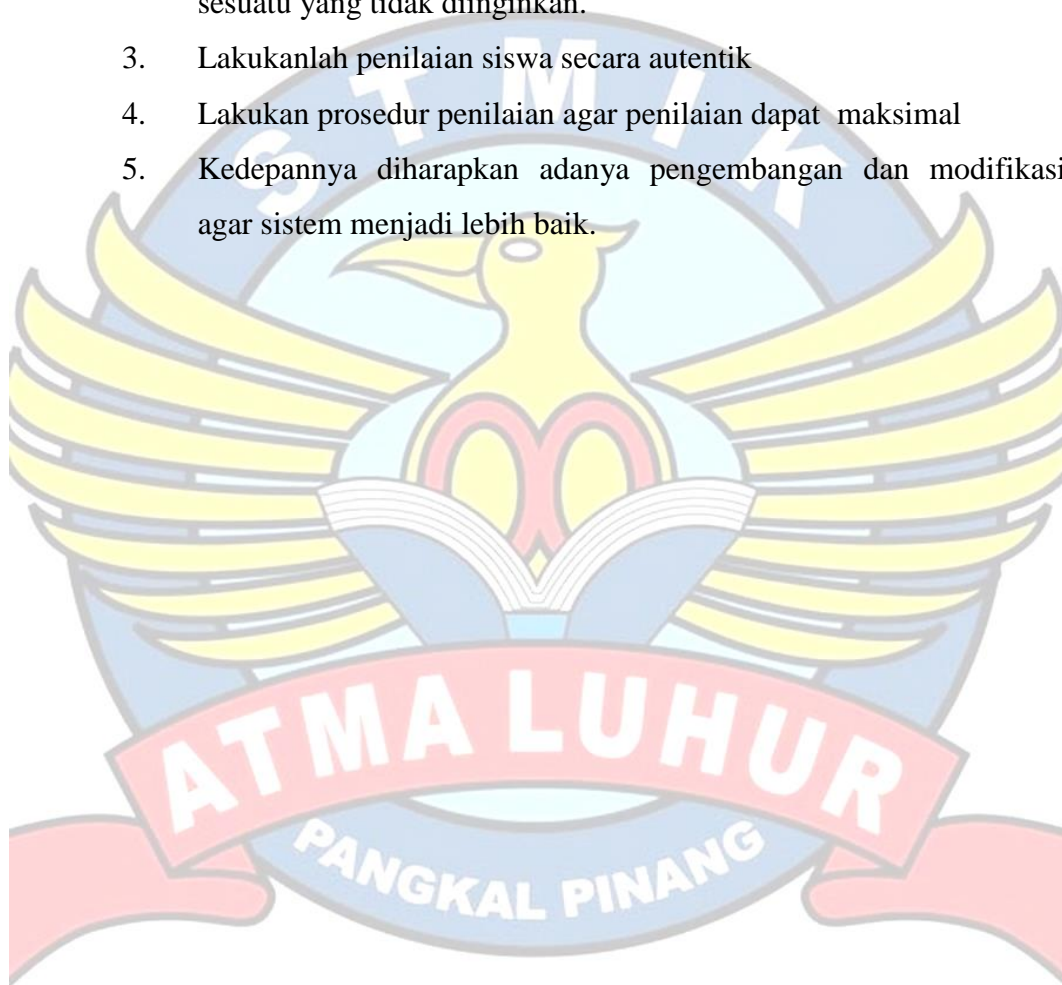 sesuatu yang tidak diinginkan.
3. Lakukanlah penilaian siswa secara autentik
4. Lakukan prosedur penilaian agar penilaian dapat maksimal
5. Kedepannya diharapkan adanya pengembangan dan modifikasi
agar sistem menjadi lebih baik.
STMIK
ATMA LUHUR
PANGKAL PINANG